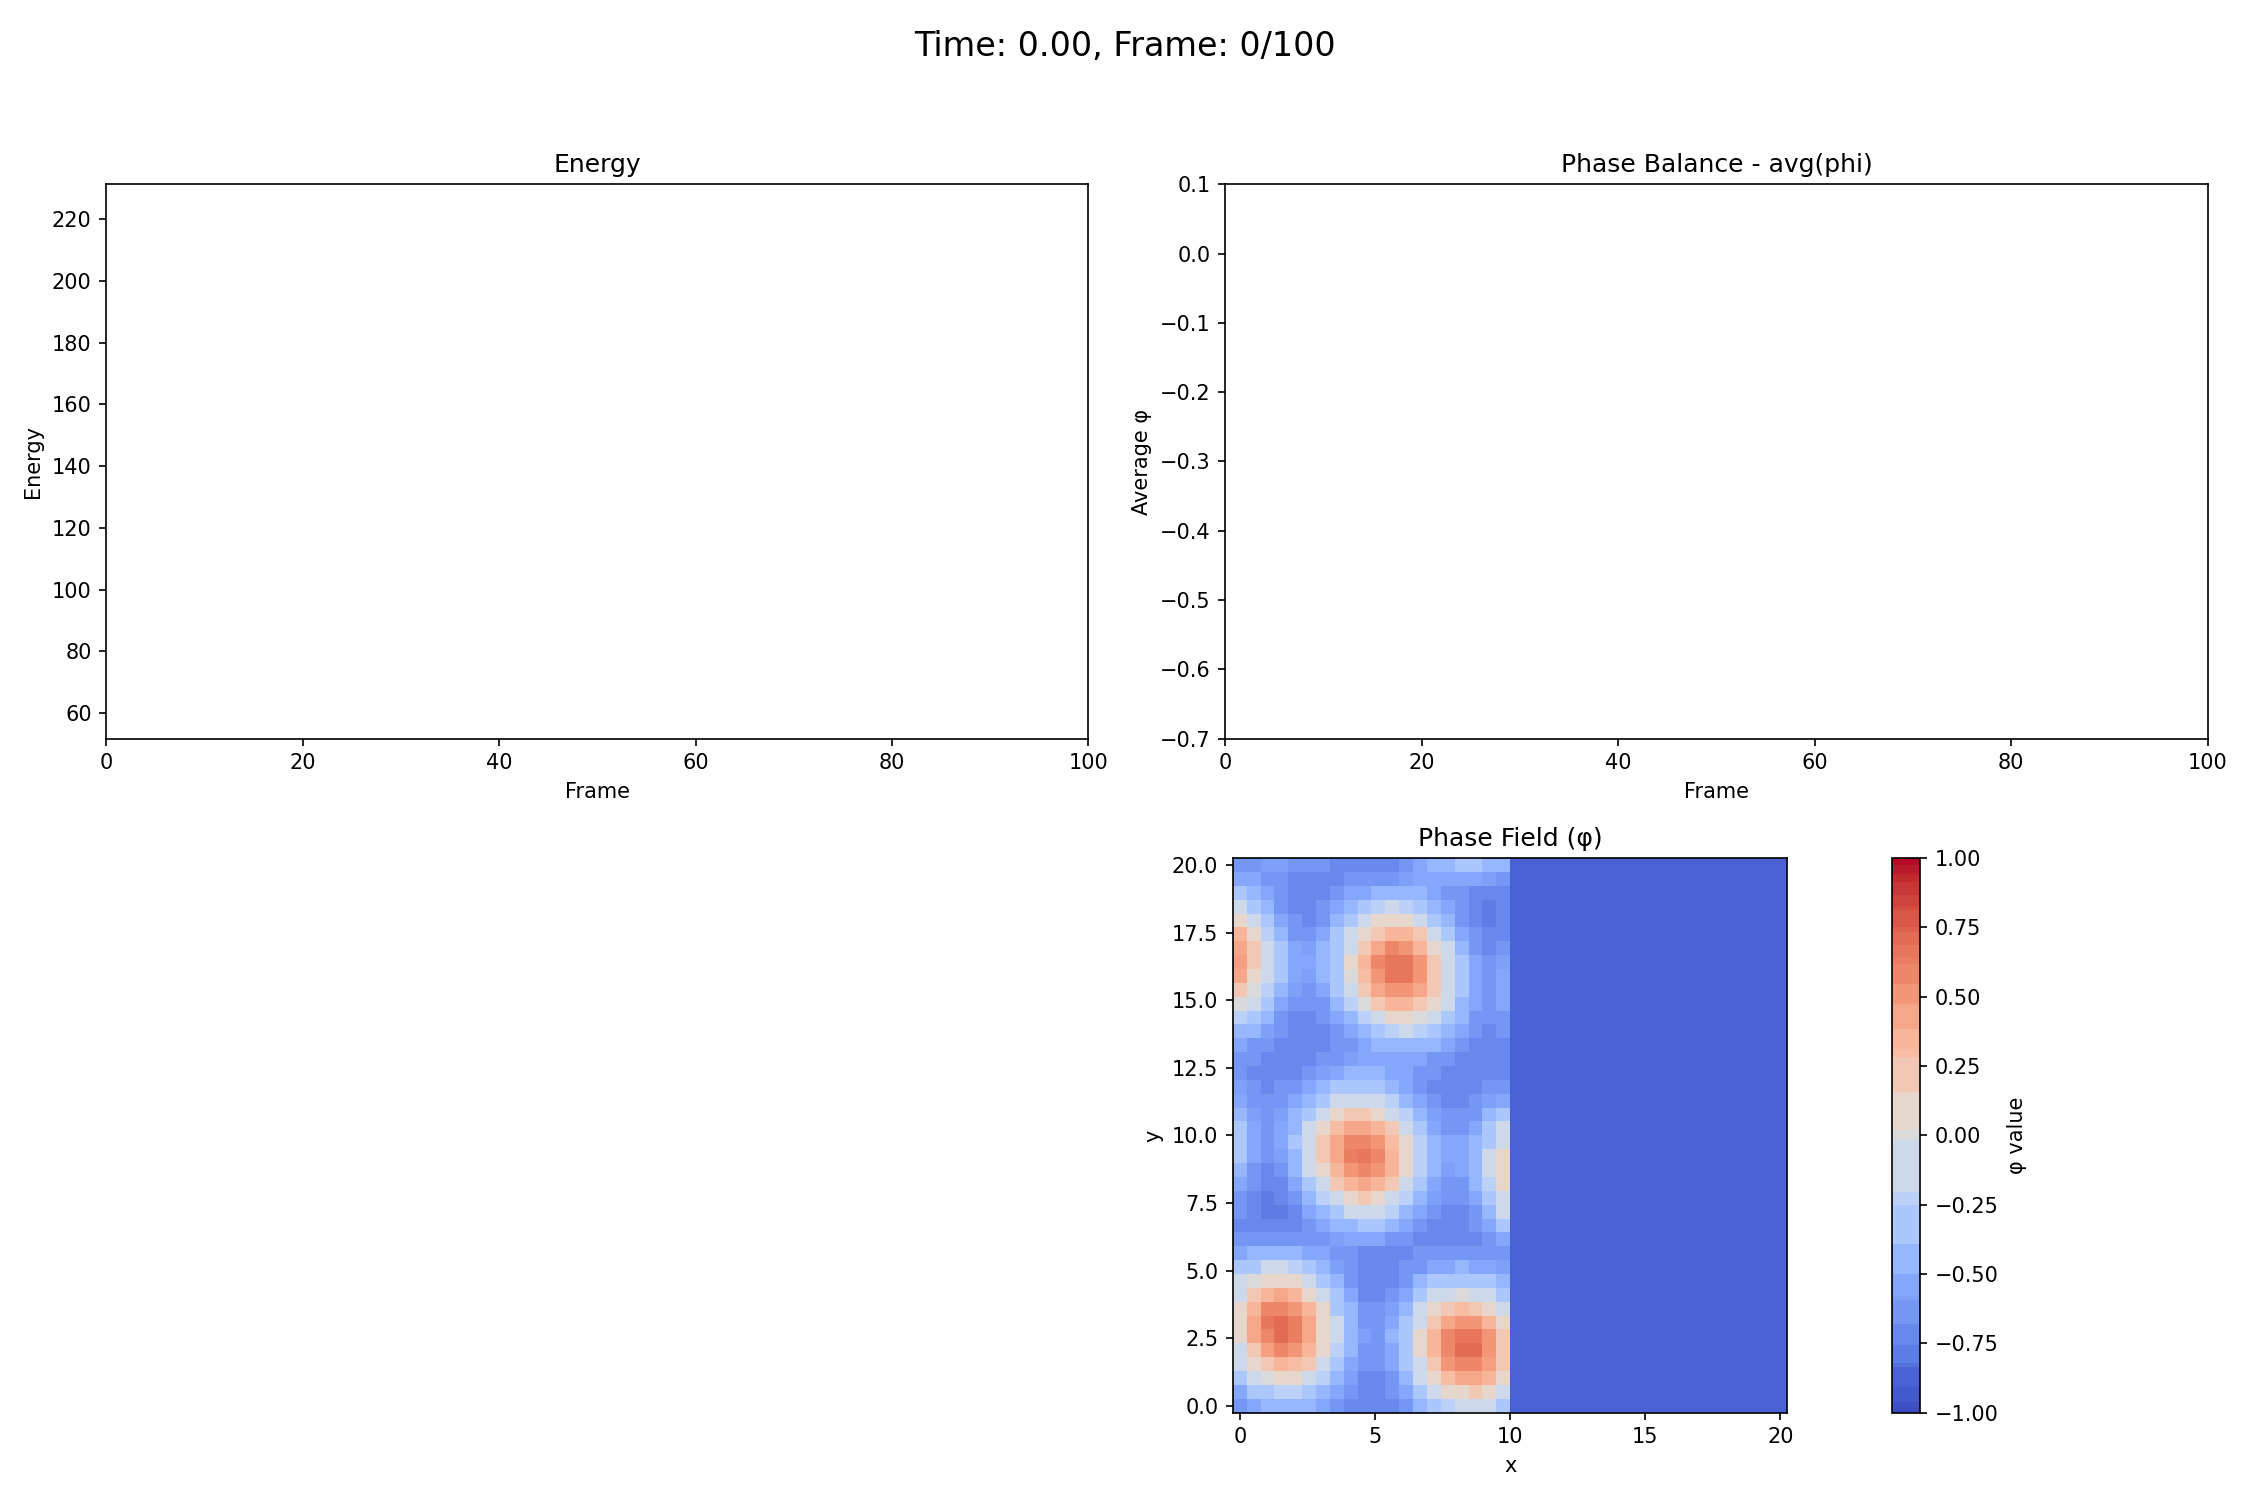 Time: 0.00, Frame: 0/100
Energy
Energy
220
200
180
160
140
120
100
80
60
0 20 40 60 80 100
Frame
Phase Balance - avg(phi)
Average φ
0.1
0.0
−0.1
−0.2
−0.3
−0.4
−0.5
−0.6
−0.7
0 20 40 60 80 100
Frame
Phase Field (φ)
y
20.0
17.5
15.0
12.5
10.0
7.5
5.0
2.5
0.0
0 5 10 15 20
x
1.00
0.75
0.50
0.25
0.00
−0.25
−0.50
−0.75
−1.00
φ value